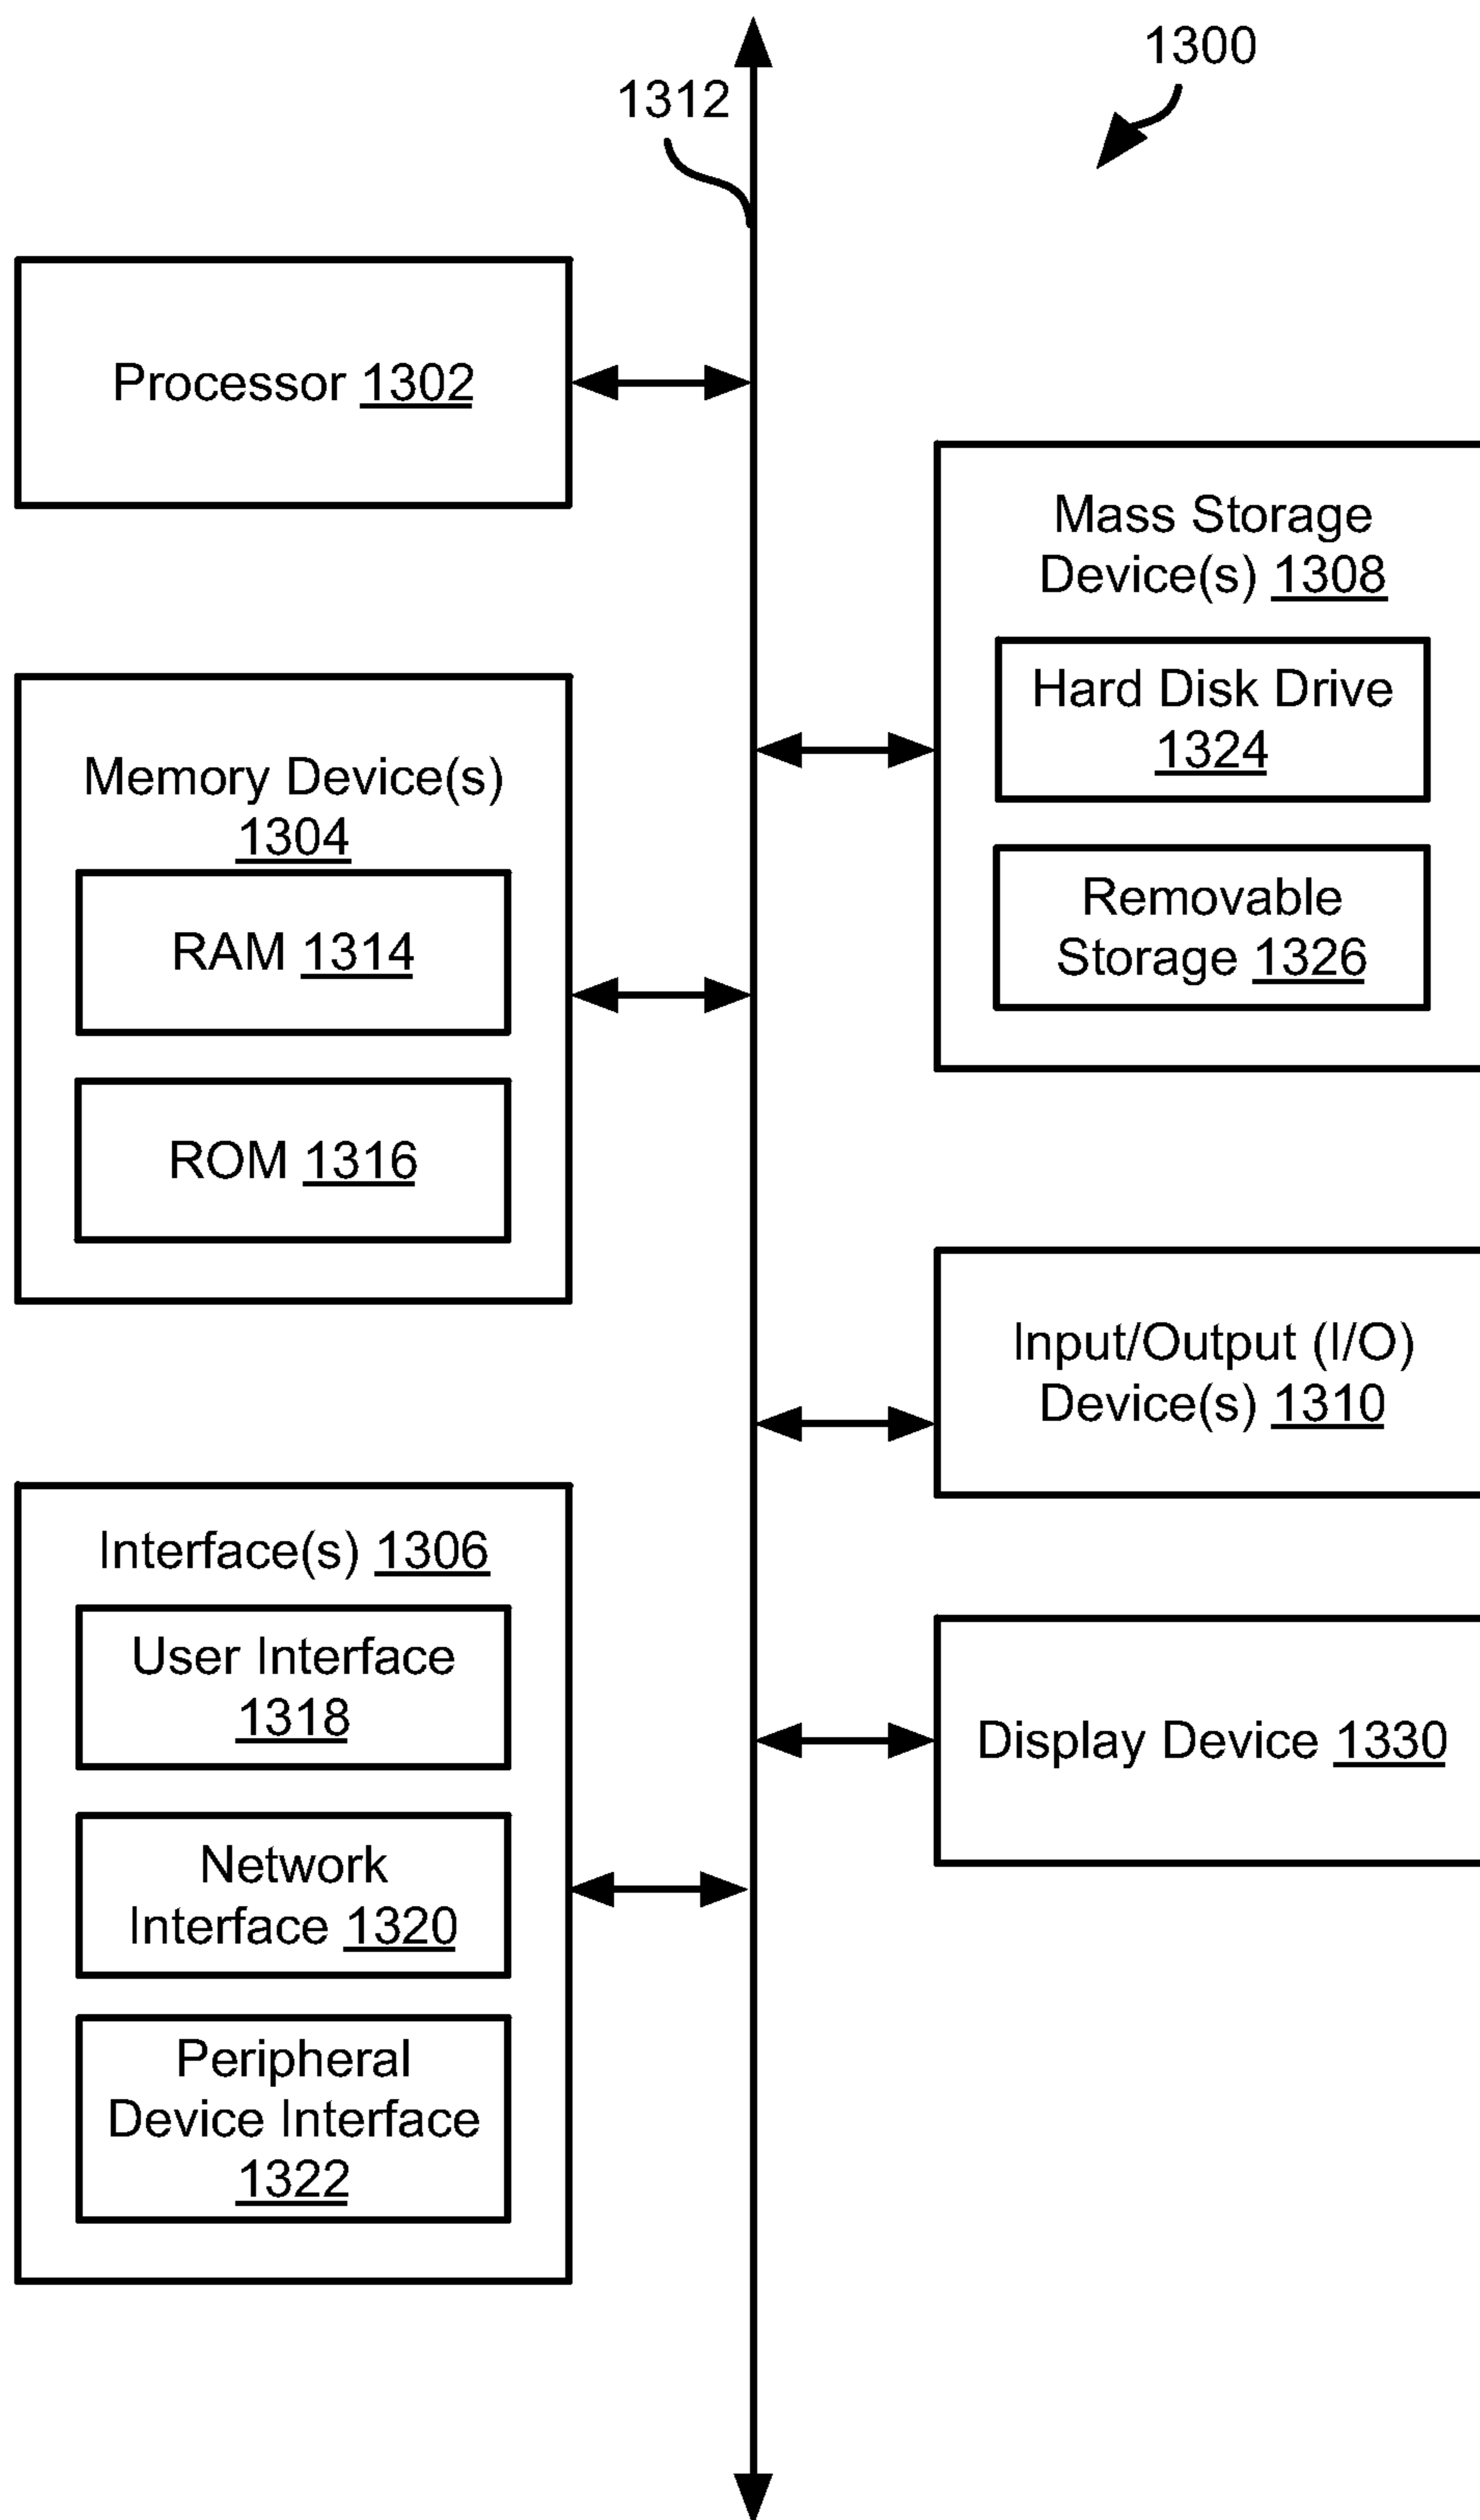 1300
1312
Processor 1302
Mass Storage
Device(s) 1308
Hard Disk Drive
1324
Removable
Storage 1326
Memory Device(s)
1304
RAM 1314
ROM 1316
Input/Output (I/O)
Device(s) 1310
Interface(s) 1306
User Interface
1318
Network
Interface 1320
Peripheral
Device Interface
1322
Display Device 1330